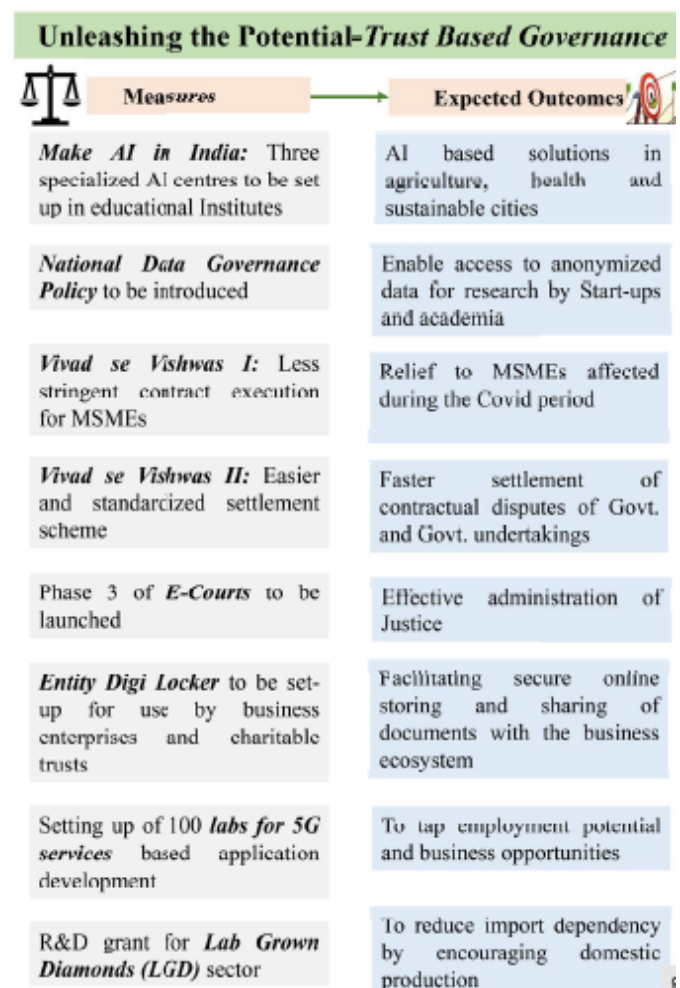 Unleashing the Potential-Trust Based Governance
Measures
Expected Outcomes
Make AI in India: Three
specialized AI centres to be set
up in educational Institutes
AI based solutions in
agriculture, health and
sustainable cities
National Data Governance
Policy to be introduced
Enable access to anonymized
data for research by Start-ups
and academia
Vivad se Vishwas I: Less
stringent contract execution
for MSMEs
Relief to MSMEs affected
during the Covid period
Vivad se Vishwas II: Easier
and standarcized settlement
scheme
Faster settlement of
contractual disputes of Govt.
and Govt. undertakings
Phase 3 of E-Courts to be
launched
Effective administration of
Justice
Entity Digi Locker to be set-
up for use by business
enterprises and charitable
trusts
Facilitating secure online
storing and sharing of
documents with the business
ecosystem
Setting up of 100 labs for 5G
services based application
development
To tap employment potential
and business opportunities
R&D grant for Lab Grown
Diamonds (LGD) sector
To reduce import dependency
by encouraging domestic
production